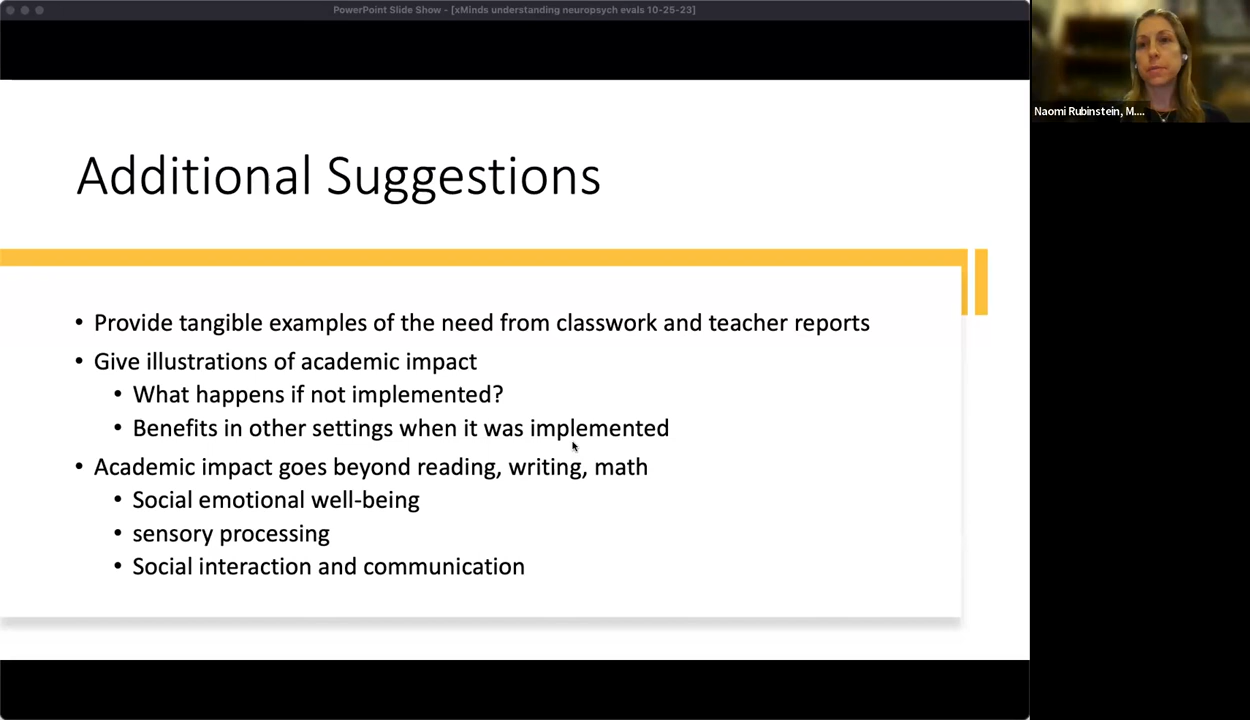 PowerPoint Slide Show - [xMinds understanding neuropsych evals 10-25-23]
Naomi Rubinstein, M....
Additional Suggestions
• Provide tangible examples of the need from classwork and teacher reports
• Give illustrations of academic impact
• What happens if not implemented?
• Benefits in other settings when it was implemented
• Academic impact goes beyond reading, writing, math
• Social emotional well-being
• sensory processing
• Social interaction and communication